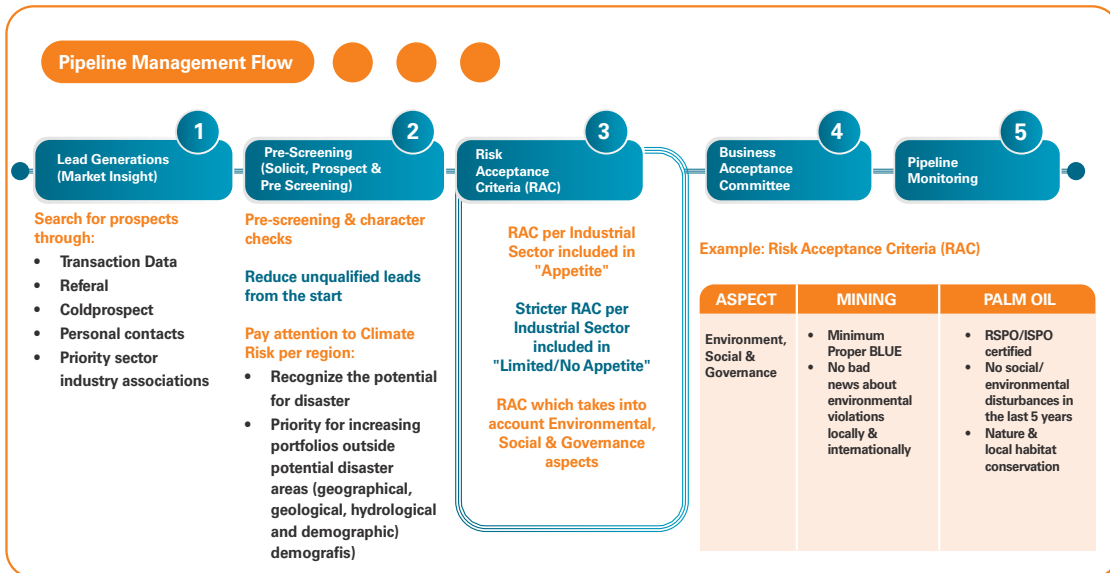 Pipeline Management Flow
1
Lead Generations
(Market Insight)
Search for prospects
through:
• Transaction Data
• Referal
• Coldprospect
• Personal contacts
• Priority sector
industry associations
2
Pre-Screening
(Solicit, Prospect &
Pre Screening)
Pre-screening & character
checks
Reduce unqualified leads
from the start
Pay attention to Climate
Risk per region:
• Recognize the potential
for disaster
• Priority for increasing
portfolios outside
potential disaster
areas (geographical,
geological, hydrological
and demographic)
demografis)
3
Risk
Acceptance
Criteria (RAC)
RAC per Industrial
Sector included in
"Appetite"
Stricter RAC per
Industrial Sector
included in
"Limited/No Appetite"
RAC which takes into
account Environmental,
Social & Governance
aspects
4
Business
Acceptance
Committee
5
Pipeline
Monitoring
Example: Risk Acceptance Criteria (RAC)
ASPECT
MINING
PALM OIL
Environment,
Social &
Governance
• Minimum
Proper BLUE
• No bad
news about
environmental
violations
locally &
internationally
• RSPO/ISPO
certified
• No social/
environmental
disturbances in
the last 5 years
• Nature &
local habitat
conservation